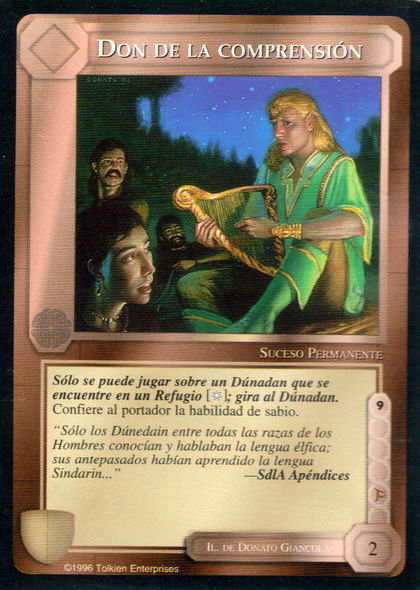 DON DE LA COMPRENSIÓN
DONATO '96
SUCESO PERMANENTE
Sólo se puede jugar sobre un Dúnadan que se
encuentre en un Refugio []; gira al Dúnadan.
Confiere al portador la habilidad de sabio.
“Sólo los Dúnedain entre todas las razas de los
Hombres conocían y hablaban la lengua élfica;
sus antepasados habían aprendido la lengua
Sindarin...” —SdlA Apéndices
9
IL. DE DONATO GIANCOLA
2
©1996 Tolkien Enterprises